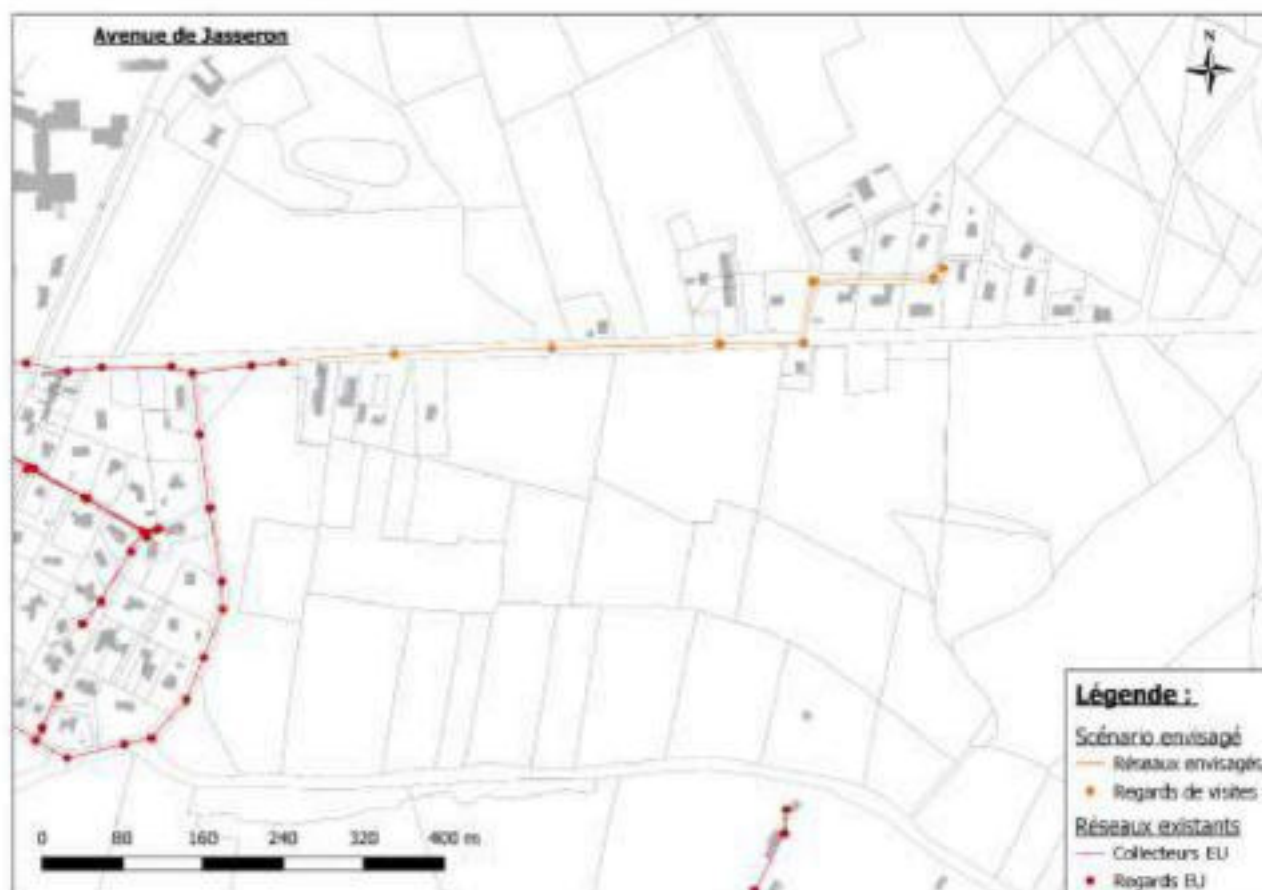 Avenue de Jasseron
N
Légende :
Scénario envisagé
Réseaux envisagés
Regards de visites
Réseaux existants
Collecteurs EU
Regards EU
0 80 160 240 320 400 m